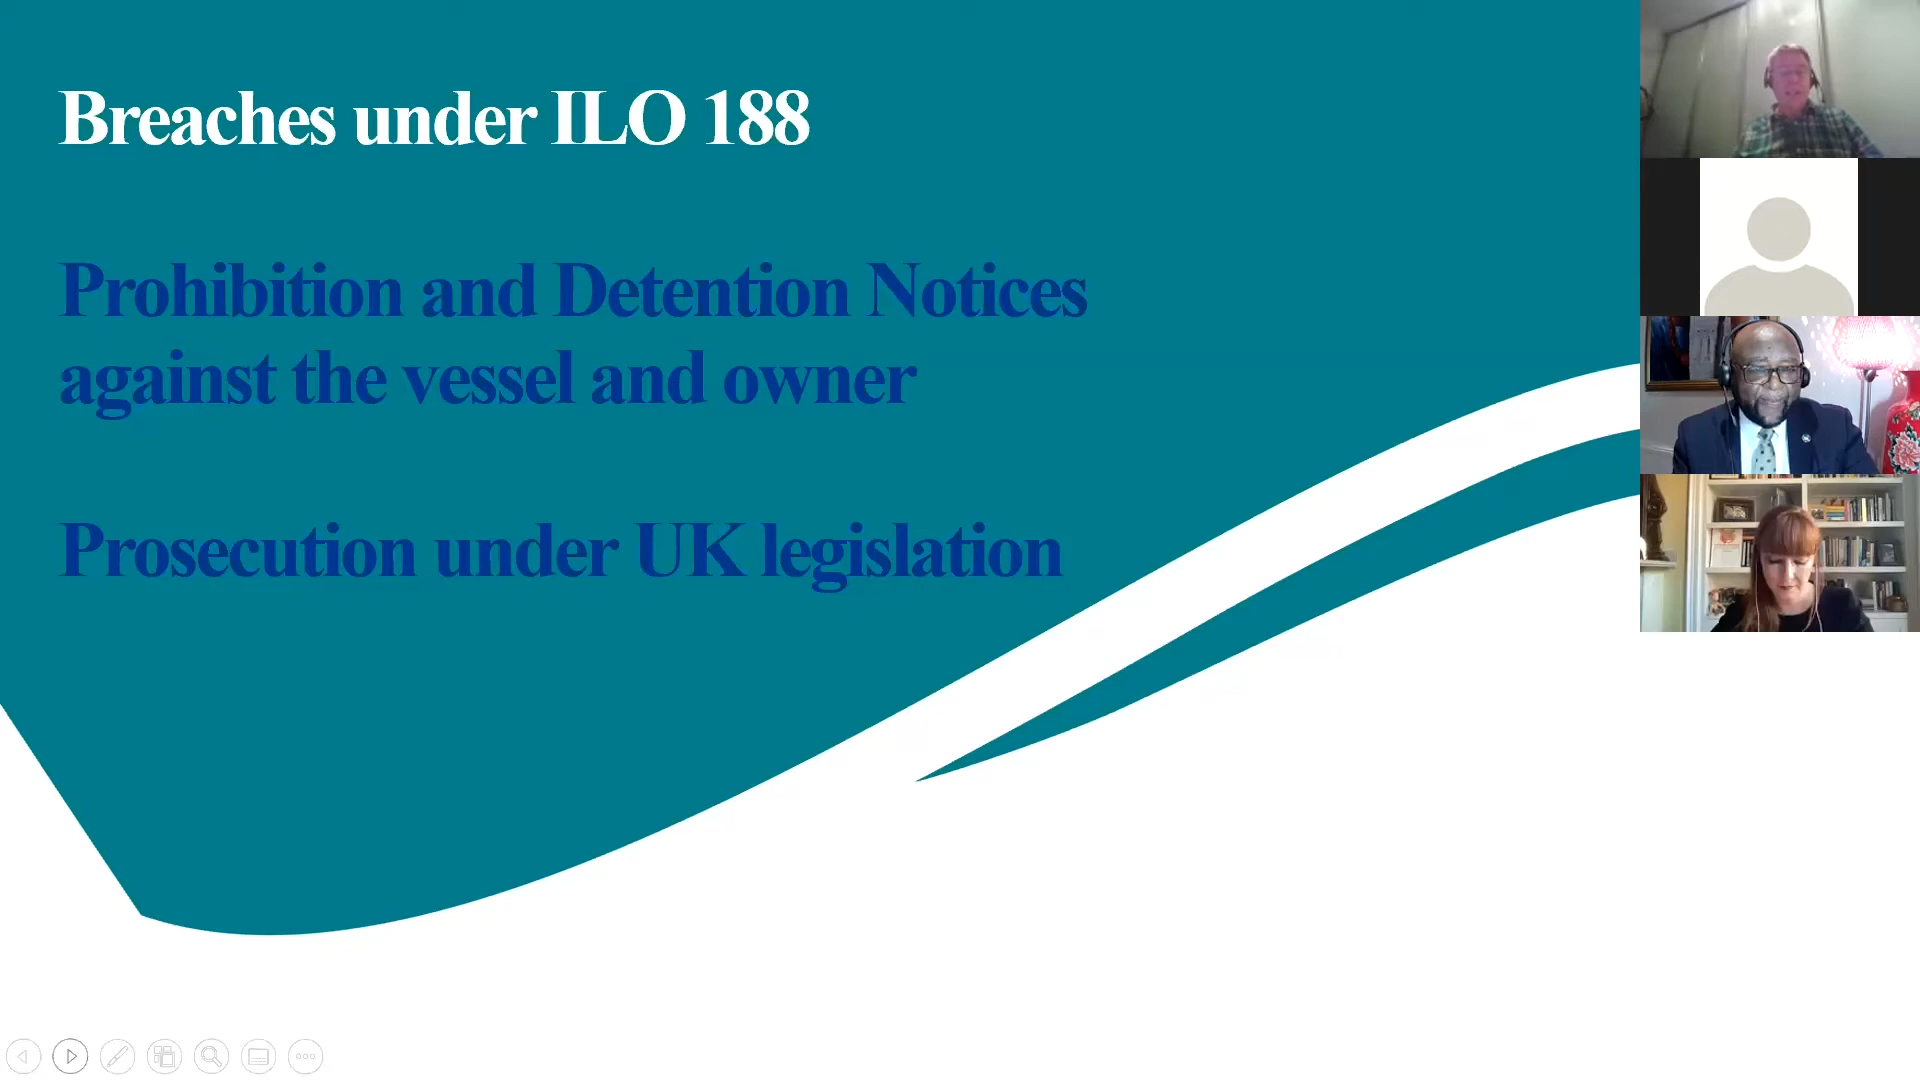 Breaches under ILO 188
Prohibition and Detention Notices
against the vessel and owner
Prosecution under UK legislation